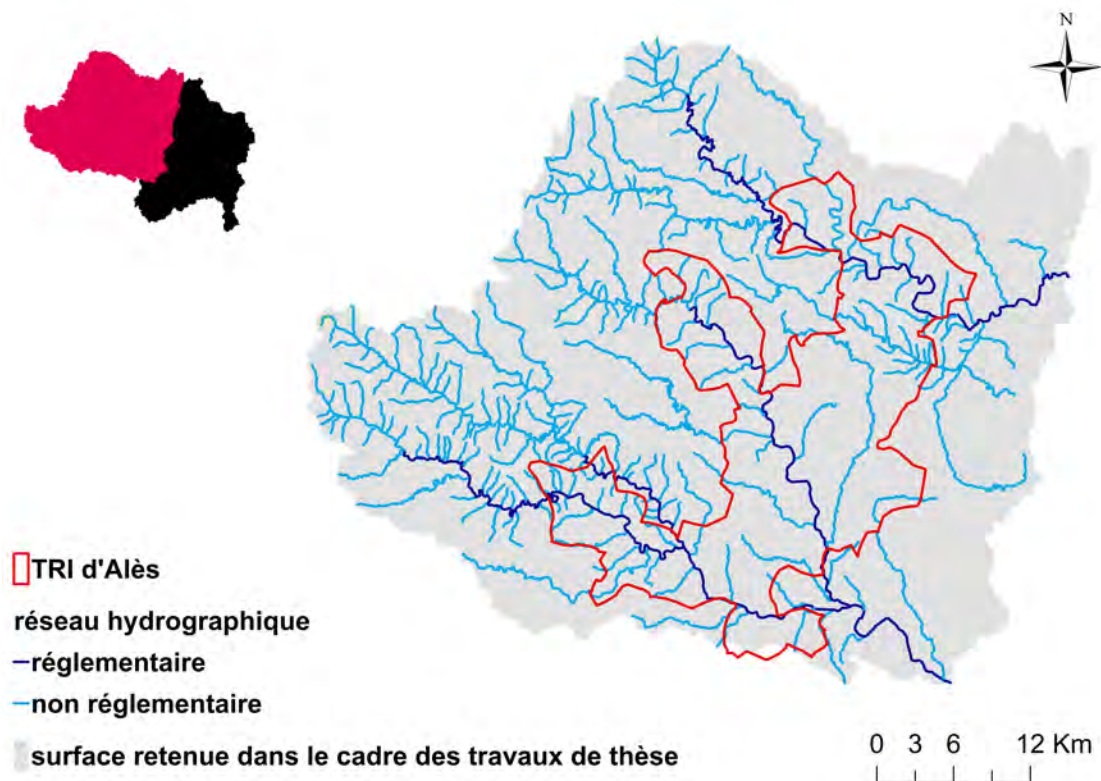 N
TRI d'Alès
réseau hydrographique
réglementaire
non réglementaire
surface retenue dans le cadre des travaux de thèse
0 3 6 12 Km